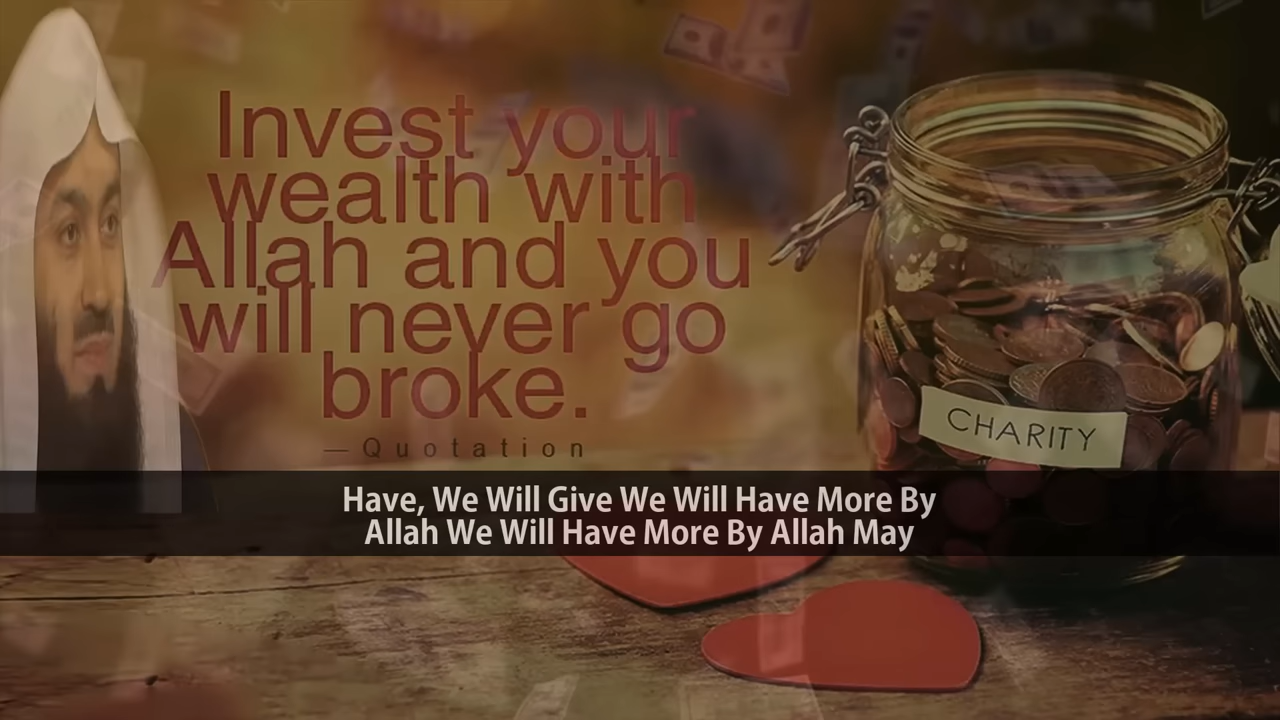 Invest your
wealth with
Allah and you
will never go
broke.
—Quotation
CHARITY
Have, We Will Give We Will Have More By
Allah We Will Have More By Allah May